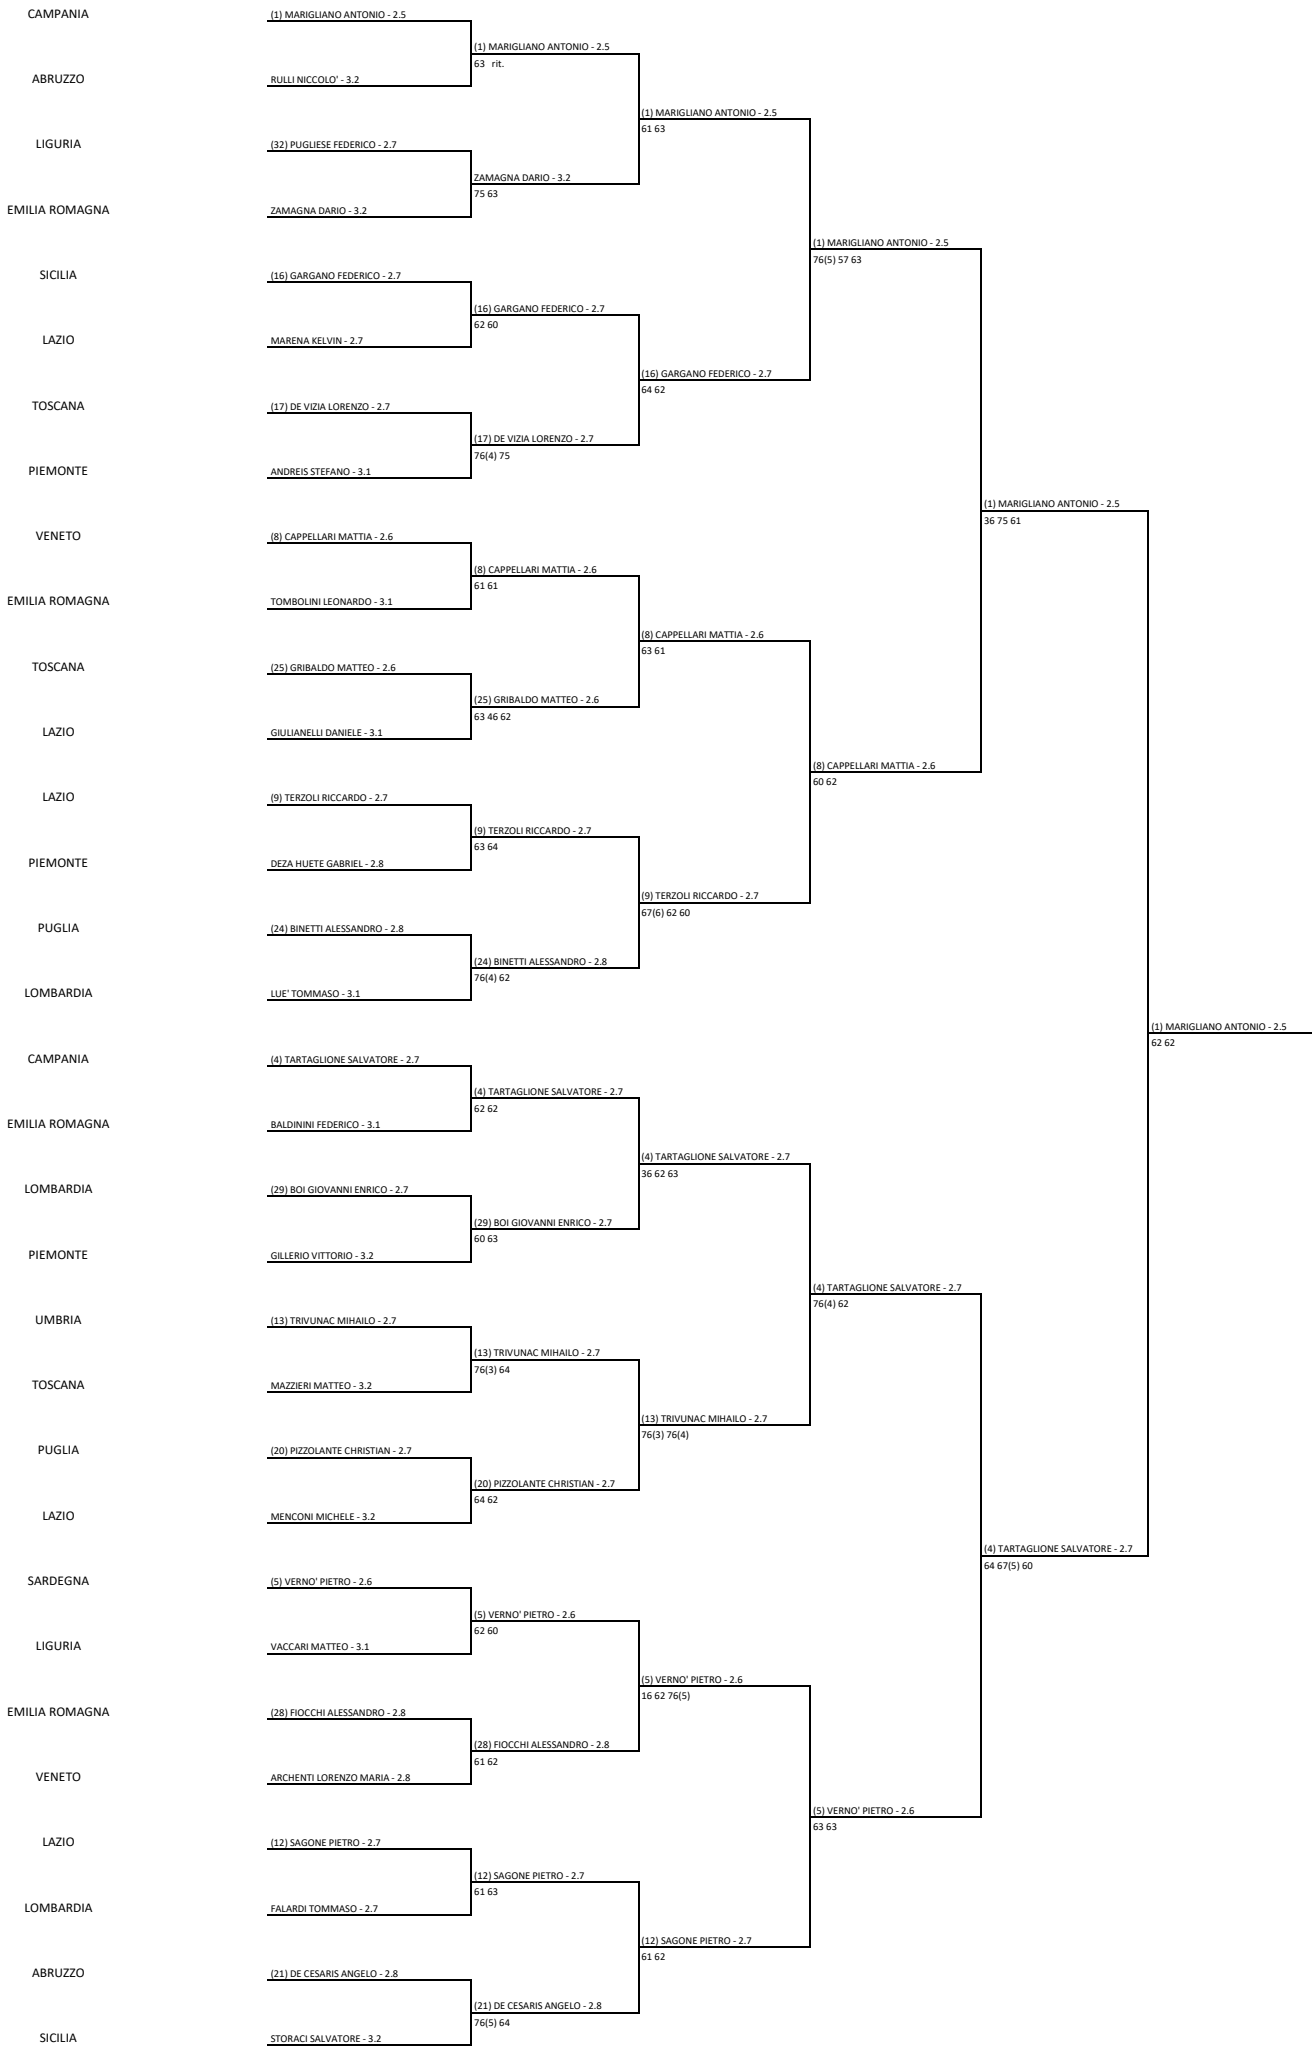 CAMPANIA
(1) MARIGLIANO ANTONIO - 2.5
(1) MARIGLIANO ANTONIO - 2.5
63 rit.
ABRUZZO
RULLI NICCOLO' - 3.2
(1) MARIGLIANO ANTONIO - 2.5
61 63
LIGURIA
(32) PUGLIESE FEDERICO - 2.7
ZAMAGNA DARIO - 3.2
75 63
EMILIA ROMAGNA
ZAMAGNA DARIO - 3.2
(1) MARIGLIANO ANTONIO - 2.5
76(5) 57 63
SICILIA
(16) GARGANO FEDERICO - 2.7
(16) GARGANO FEDERICO - 2.7
62 60
LAZIO
MARENA KELVIN - 2.7
(16) GARGANO FEDERICO - 2.7
64 62
TOSCANA
(17) DE VIZIA LORENZO - 2.7
(17) DE VIZIA LORENZO - 2.7
76(4) 75
PIEMONTE
ANDREIS STEFANO - 3.1
(1) MARIGLIANO ANTONIO - 2.5
36 75 61
VENETO
(8) CAPPELLARI MATTIA - 2.6
(8) CAPPELLARI MATTIA - 2.6
61 61
EMILIA ROMAGNA
TOMBOLINI LEONARDO - 3.1
(8) CAPPELLARI MATTIA - 2.6
63 61
TOSCANA
(25) GRIBALDO MATTEO - 2.6
(25) GRIBALDO MATTEO - 2.6
63 46 62
LAZIO
GIULIANELLI DANIELE - 3.1
(8) CAPPELLARI MATTIA - 2.6
60 62
LAZIO
(9) TERZOLI RICCARDO - 2.7
(9) TERZOLI RICCARDO - 2.7
63 64
PIEMONTE
DEZA HUETE GABRIEL - 2.8
(9) TERZOLI RICCARDO - 2.7
67(6) 62 60
PUGLIA
(24) BINETTI ALESSANDRO - 2.8
(24) BINETTI ALESSANDRO - 2.8
76(4) 62
LOMBARDIA
LUE' TOMMASO - 3.1
(1) MARIGLIANO ANTONIO - 2.5
62 62
CAMPANIA
(4) TARTAGLIONE SALVATORE - 2.7
(4) TARTAGLIONE SALVATORE - 2.7
62 62
EMILIA ROMAGNA
BALDININI FEDERICO - 3.1
(4) TARTAGLIONE SALVATORE - 2.7
36 62 63
LOMBARDIA
(29) BOI GIOVANNI ENRICO - 2.7
(29) BOI GIOVANNI ENRICO - 2.7
60 63
PIEMONTE
GILLERIO VITTORIO - 3.2
(4) TARTAGLIONE SALVATORE - 2.7
76(4) 62
UMBRIA
(13) TRIVUNAC MIHAILO - 2.7
(13) TRIVUNAC MIHAILO - 2.7
76(3) 64
TOSCANA
MAZZIERI MATTEO - 3.2
(13) TRIVUNAC MIHAILO - 2.7
76(3) 76(4)
PUGLIA
(20) PIZZOLANTE CHRISTIAN - 2.7
(20) PIZZOLANTE CHRISTIAN - 2.7
64 62
LAZIO
MENCONI MICHELE - 3.2
(4) TARTAGLIONE SALVATORE - 2.7
64 67(5) 60
SARDEGNA
(5) VERNO' PIETRO - 2.6
(5) VERNO' PIETRO - 2.6
62 60
LIGURIA
VACCARI MATTEO - 3.1
(5) VERNO' PIETRO - 2.6
16 62 76(5)
EMILIA ROMAGNA
(28) FIOCCHI ALESSANDRO - 2.8
(28) FIOCCHI ALESSANDRO - 2.8
61 62
VENETO
ARCHENTI LORENZO MARIA - 2.8
(5) VERNO' PIETRO - 2.6
63 63
LAZIO
(12) SAGONE PIETRO - 2.7
(12) SAGONE PIETRO - 2.7
61 63
LOMBARDIA
FALARDI TOMMASO - 2.7
(12) SAGONE PIETRO - 2.7
61 62
ABRUZZO
(21) DE CESARIS ANGELO - 2.8
(21) DE CESARIS ANGELO - 2.8
76(5) 64
SICILIA
STORACI SALVATORE - 3.2